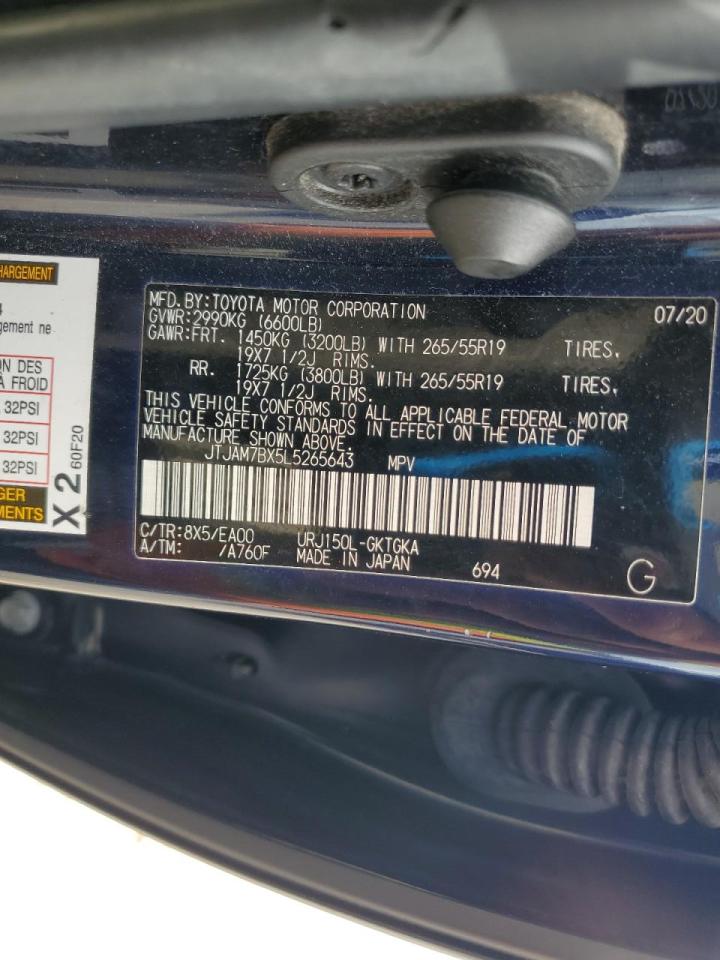 HARGEMENT
gement ne
ON DES
À FROID
32PSI
32PSI
32PSI
GER
MENTS
X 2
60F20
MFD. BY:TOYOTA MOTOR CORPORATION 07/20
GVWR:2990KG (6600LB)
GAWR:FRT. 1450KG (3200LB) WITH 265/55R19 TIRES.
19X7 1/2J RIMS.
RR. 1725KG (3800LB) WITH 265/55R19 TIRES.
19X7 1/2J RIMS.
THIS VEHICLE CONFORMS TO ALL APPLICABLE FEDERAL MOTOR
VEHICLE SAFETY STANDARDS IN EFFECT ON THE DATE OF
MANUFACTURE SHOWN ABOVE.
JTJAM7BX5L5265643 MPV
C/TR:8X5/EA00 URJ150L-GKTGKA
A/TM: /A760F MADE IN JAPAN 694 G